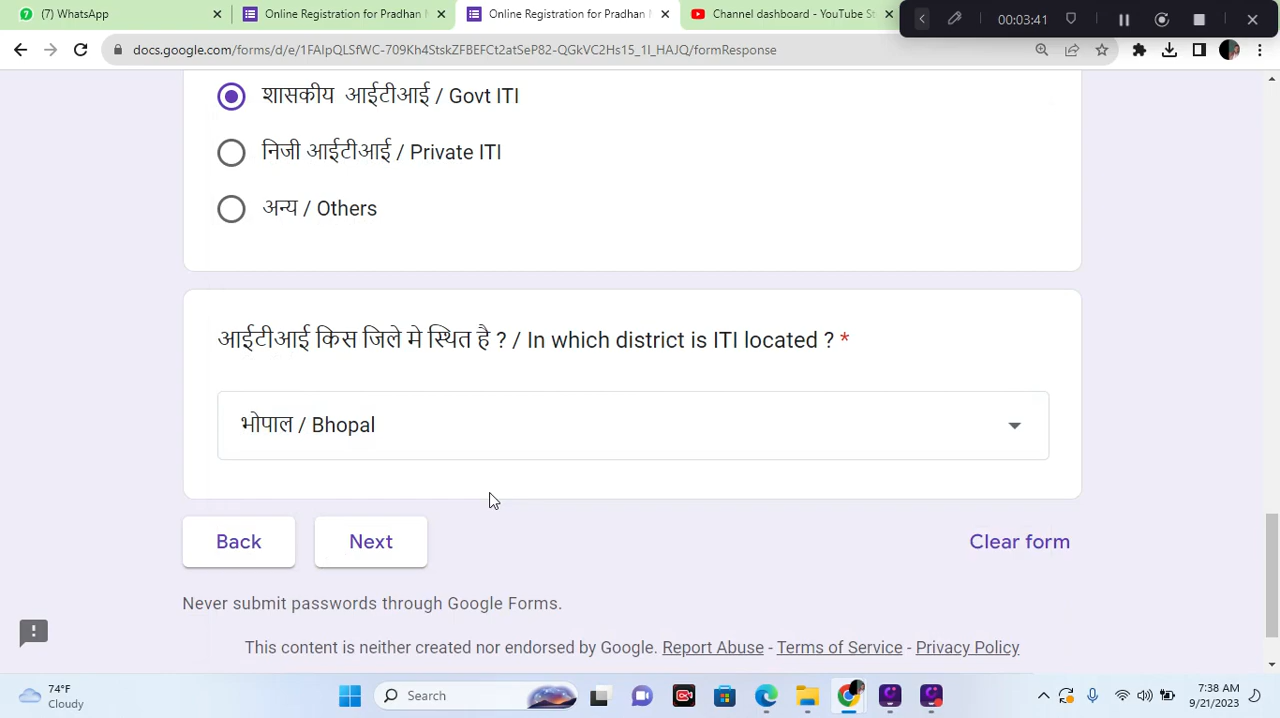 (7) WhatsApp
Online Registration for Pradhan M
Online Registration for Pradhan M
Channel dashboard - YouTube St
00:03:41
docs.google.com/forms/d/e/1FAIpQLSfWC-709Kh4StskZFBEFCt2atSeP82-QGkVC2Hs15_1I_HAJQ/formResponse
शासकीय आईटीआई / Govt ITI
निजी आईटीआई / Private ITI
अन्य / Others
आईटीआई किस जिले मे स्थित है ? / In which district is ITI located ? *
भोपाल / Bhopal
Back
Next
Clear form
Never submit passwords through Google Forms.
This content is neither created nor endorsed by Google. Report Abuse - Terms of Service - Privacy Policy
74°F
Cloudy
Search
7:38 AM
9/21/2023